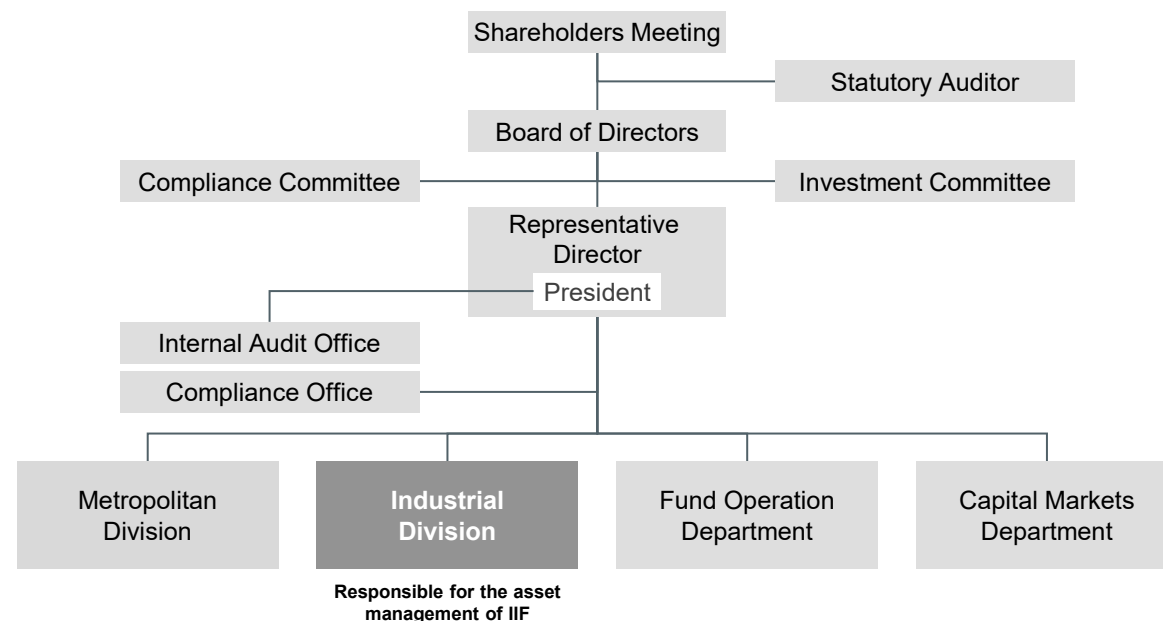 Shareholders Meeting
Statutory Auditor
Board of Directors
Compliance Committee
Investment Committee
Representative
Director
President
Internal Audit Office
Compliance Office
Metropolitan
Division
Industrial
Division
Fund Operation
Department
Capital Markets
Department
Responsible for the asset
management of IIF